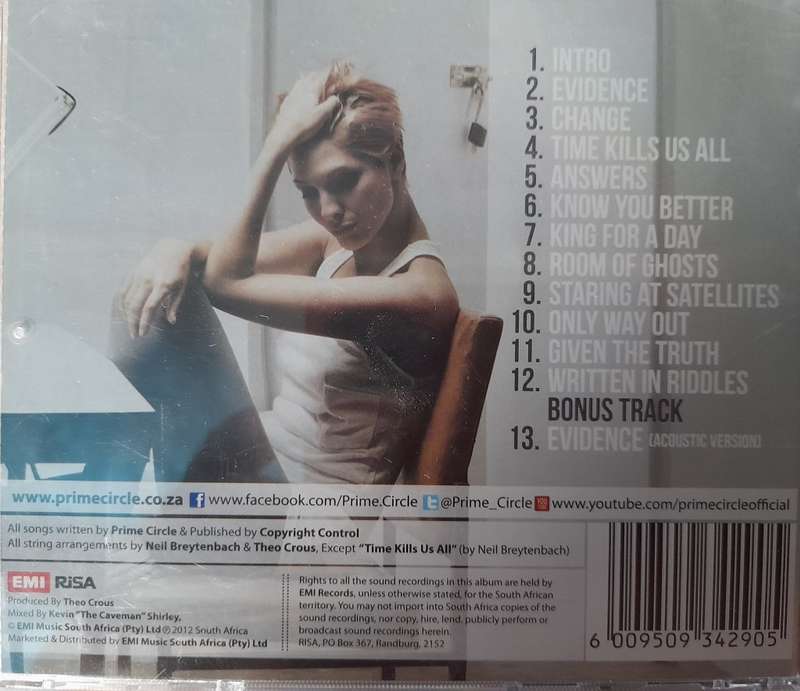 1. INTRO
2. EVIDENCE
3. CHANGE
4. TIME KILLS US ALL
5. ANSWERS
6. KNOW YOU BETTER
7. KING FOR A DAY
8. ROOM OF GHOSTS
9. STARING AT SATELLITES
10. ONLY WAY OUT
11. GIVEN THE TRUTH
12. WRITTEN IN RIDDLES
BONUS TRACK
13. EVIDENCE (ACOUSTIC VERSION)
www.primecircle.co.za f www.facebook.com/Prime.Circle t @Prime_Circle You www.youtube.com/primecircleofficial
All songs written by Prime Circle & Published by Copyright Control
All string arrangements by Neil Breytenbach & Theo Crous, Except "Time Kills Us All" (by Neil Breytenbach)
EMI RiSA
Produced By Theo Crous
Mixed By Kevin "The Caveman" Shirley,
© EMI Music South Africa (Pty) Ltd ℗ 2012 South Africa
Marketed & Distributed by EMI Music South Africa (Pty) Ltd
Rights to all the sound recordings in this album are held by
EMI Records, unless otherwise stated, for the South African
territory. You may not import into South Africa copies of the
sound recordings, nor copy, hire, lend, publicly perform or
broadcast sound recordings herein.
RISA, PO Box 367, Randburg, 2152
6 009509 342905